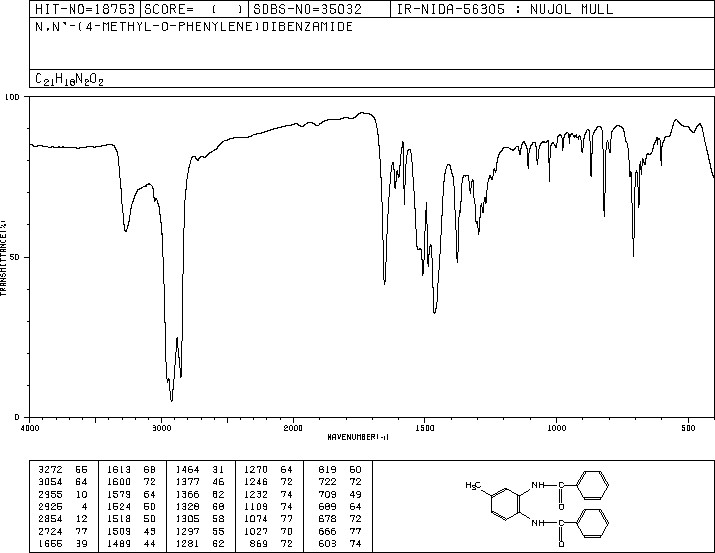 HIT-NO=18753 SCORE= ( ) SDBS-NO=35032 IR-NIDA-56305 : NUJOL MULL
N,N'-(4-METHYL-O-PHENYLENE)DIBENZAMIDE
C21H18N2O2
100
50
0
TRANSMITTANCE(%)
4000 3000 2000 1500 1000 500
WAVENUMBER(-1)
3272 55 1613 68 1464 31 1270 64 819 60
3054 64 1600 72 1377 46 1246 72 722 72
2955 10 1579 64 1366 62 1232 74 709 49
2925 4 1524 50 1328 68 1109 74 689 64
2854 12 1518 50 1305 58 1074 77 678 72
2724 77 1509 1297 55 1027 70 666 77
1655 39 1489 44 1281 62 869 72 603 74
H3C
NH C
O
NH C
O